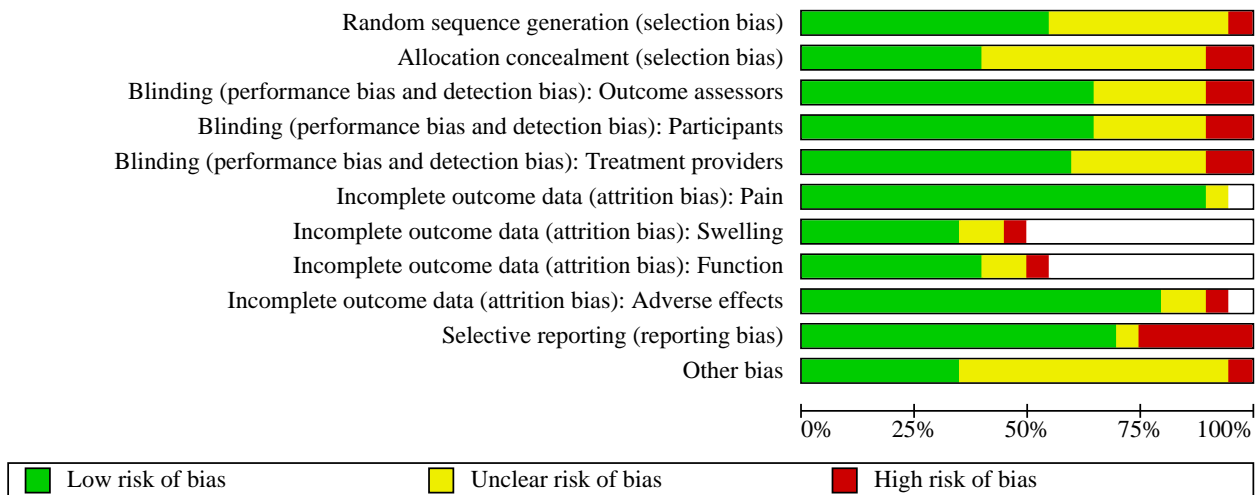 Random sequence generation (selection bias)
Allocation concealment (selection bias)
Blinding (performance bias and detection bias): Outcome assessors
Blinding (performance bias and detection bias): Participants
Blinding (performance bias and detection bias): Treatment providers
Incomplete outcome data (attrition bias): Pain
Incomplete outcome data (attrition bias): Swelling
Incomplete outcome data (attrition bias): Function
Incomplete outcome data (attrition bias): Adverse effects
Selective reporting (reporting bias)
Other bias
0% 25% 50% 75% 100%
Low risk of bias Unclear risk of bias High risk of bias